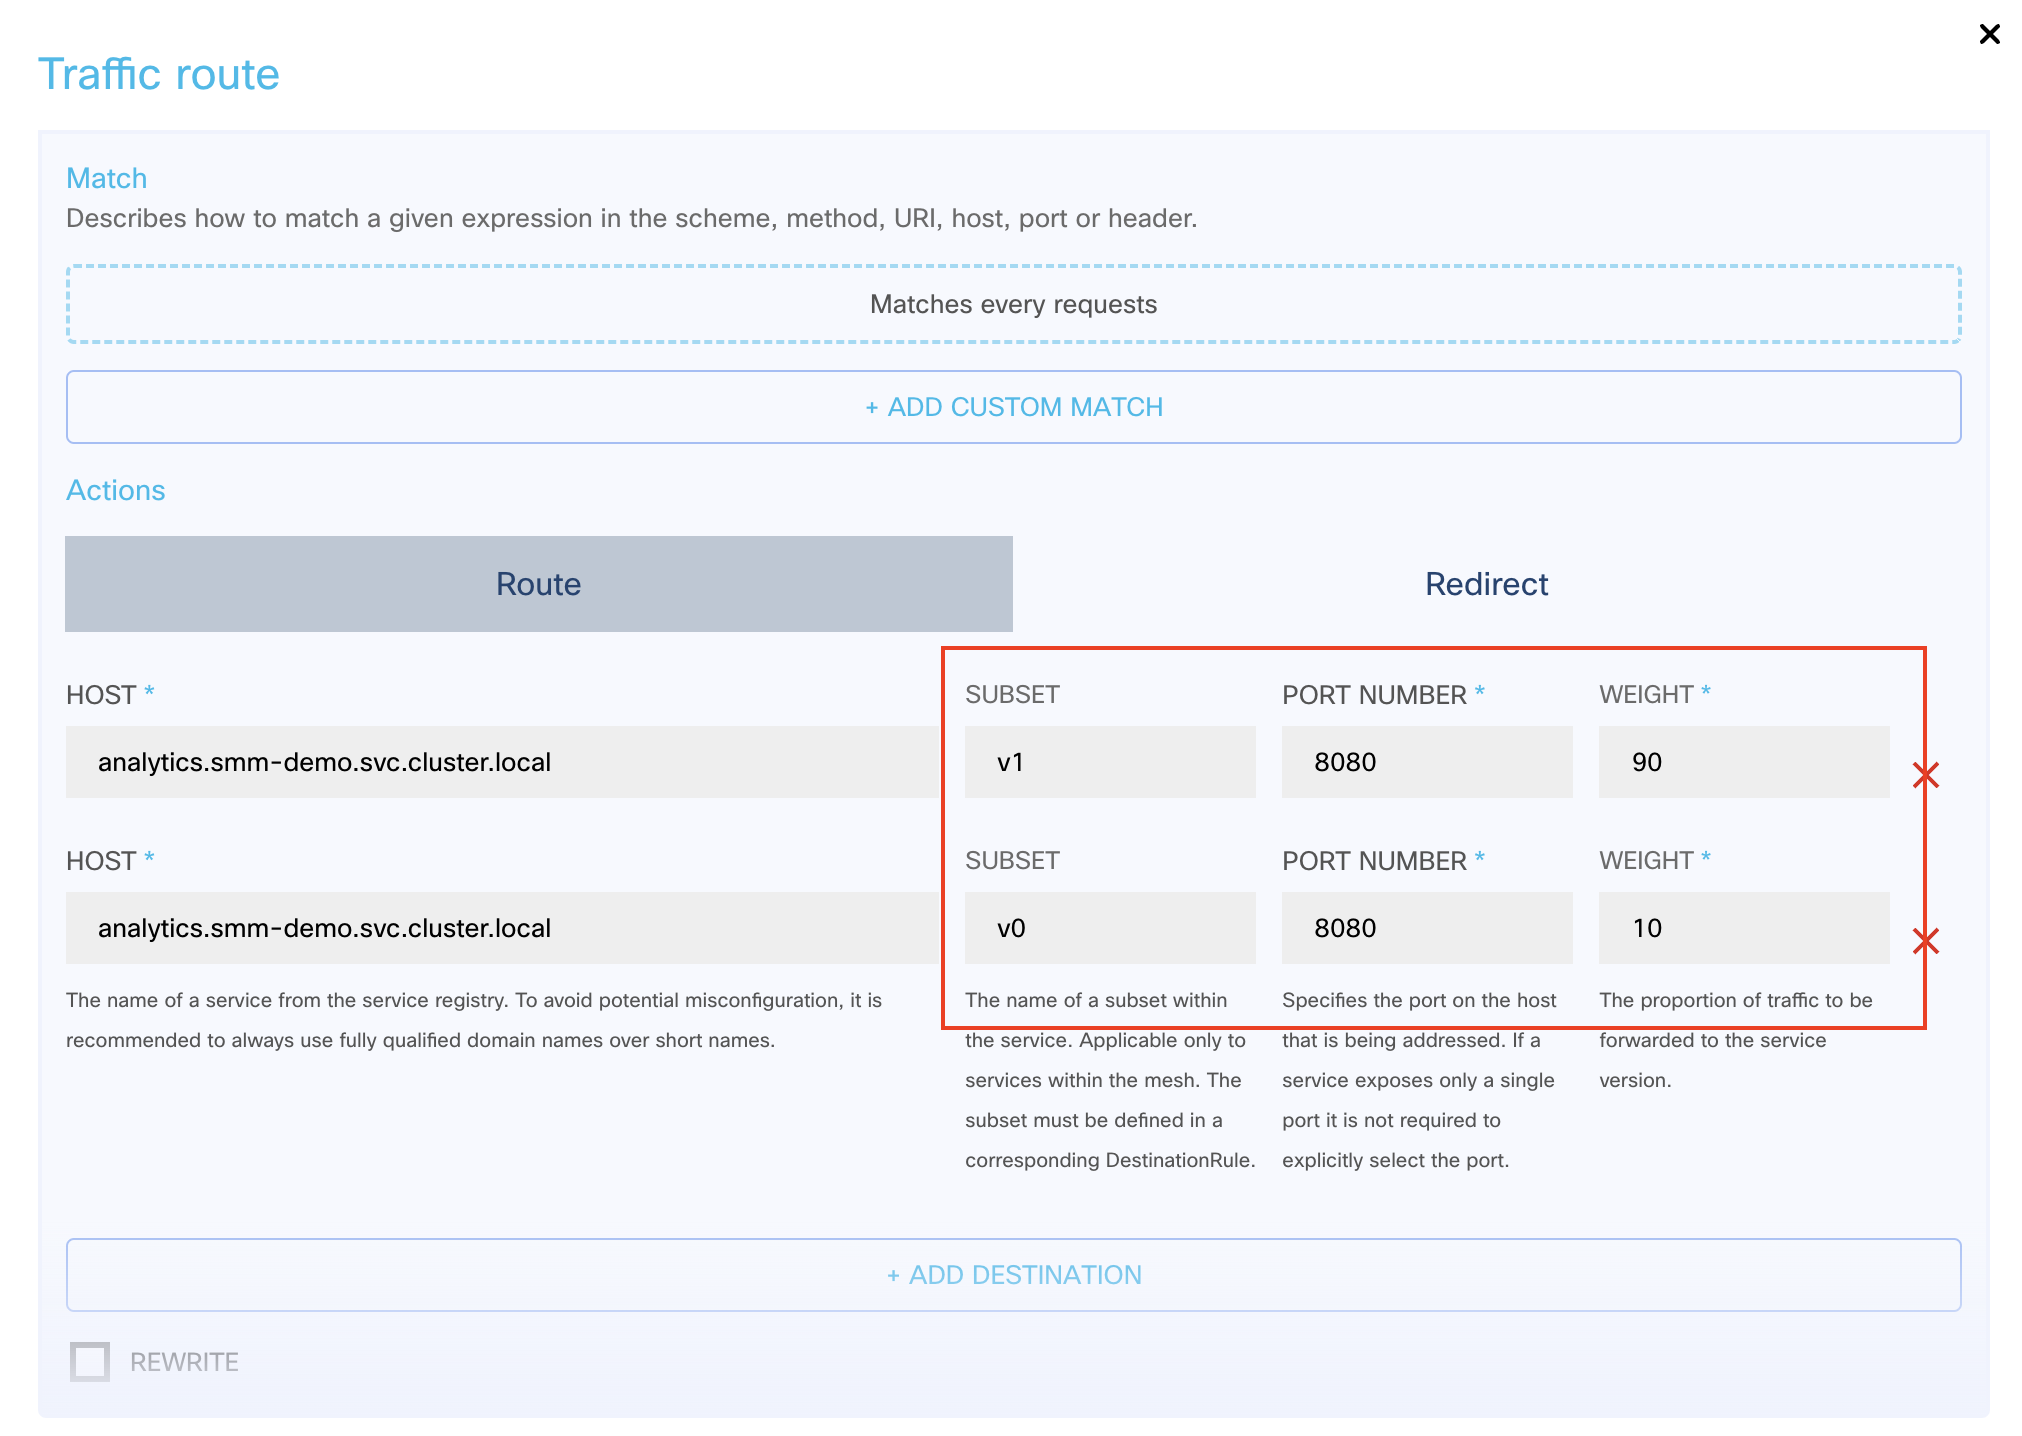 Traffic route
Match
Describes how to match a given expression in the scheme, method, URI, host, port or header.
Matches every requests
+ ADD CUSTOM MATCH
Actions
Route
Redirect
HOST *
SUBSET
PORT NUMBER *
WEIGHT *
analytics.smm-demo.svc.cluster.local
v1
8080
90
HOST *
SUBSET
PORT NUMBER *
WEIGHT *
analytics.smm-demo.svc.cluster.local
v0
8080
10
The name of a service from the service registry. To avoid potential misconfiguration, it is
recommended to always use fully qualified domain names over short names.
The name of a subset within
the service. Applicable only to
services within the mesh. The
subset must be defined in a
corresponding DestinationRule.
Specifies the port on the host
that is being addressed. If a
service exposes only a single
port it is not required to
explicitly select the port.
The proportion of traffic to be
forwarded to the service
version.
+ ADD DESTINATION
REWRITE